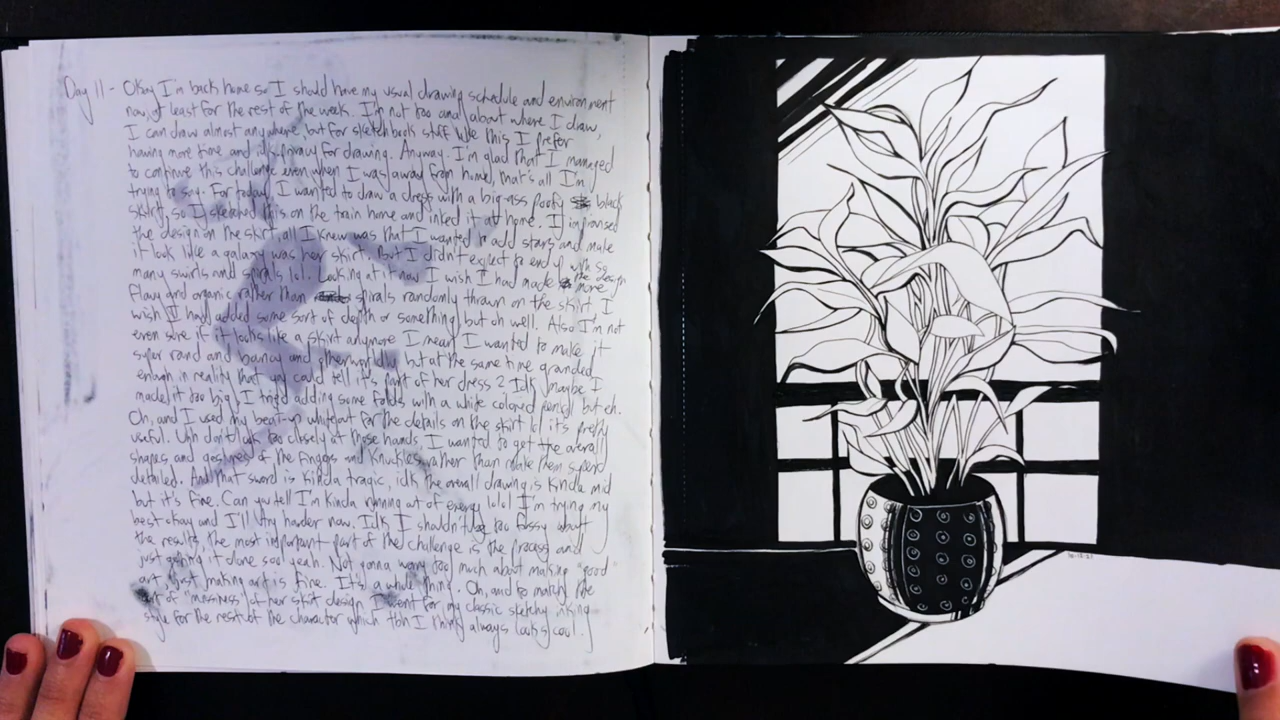 Day 11 - Okay I'm back home so I should have my usual drawing schedule and environment
now, at least for the rest of the week. I'm not too anal about where I draw,
I can draw almost anywhere, but for sketchbook stuff like this I prefer
having more time and privacy for drawing. Anyway. I'm glad that I managed
to continue this challenge even when I was away from home, that's all I'm
trying to say. For today, I wanted to draw a dress with a big-ass poofy black
skirt, so I sketched this on the train home and inked it at home. I improvised
the design on the skirt, all I knew was that I wanted to add stars and make
it look like a galaxy was her skirt. But I didn't expect to end up with so
many swirls and spirals lol. Looking at it now I wish I had made the design more
flowy and organic rather than spirals randomly thrown on the skirt. I
wish I had added some sort of depth or something, but oh well. Also I'm not
even sure if it looks like a skirt anymore I mean, I wanted to make it
super round and bouncy and otherworldly but at the same time grounded
enough in reality that you could tell it's part of her dress? Idk maybe I
made it too big, I tried adding some folds with a white colored pencil but eh.
Oh, and I used my beat-up whiteout for the details on the skirt lol it's pretty
useful. Ugh don't look too closely at those hands, I wanted to get the overall
shapes and gestures of the fingers and knuckles, rather than make them super
detailed. And that sword is kinda tragic, idk the overall drawing is kinda mid
but it's fine. Can you tell I'm kinda running out of energy lolol I'm trying my
best okay and I'll try harder now. Idk I shouldn't be too fussy about
the results, the most important part of the challenge is the process and
just getting it done soo yeah. Not gonna worry too much about making "good"
art, just making art is fine. It's a whole thing. Oh, and to match the
sort of "messiness" of her skirt design I went for my classic sketchy inking
style for the rest of the character which tbh I think always looks cool.